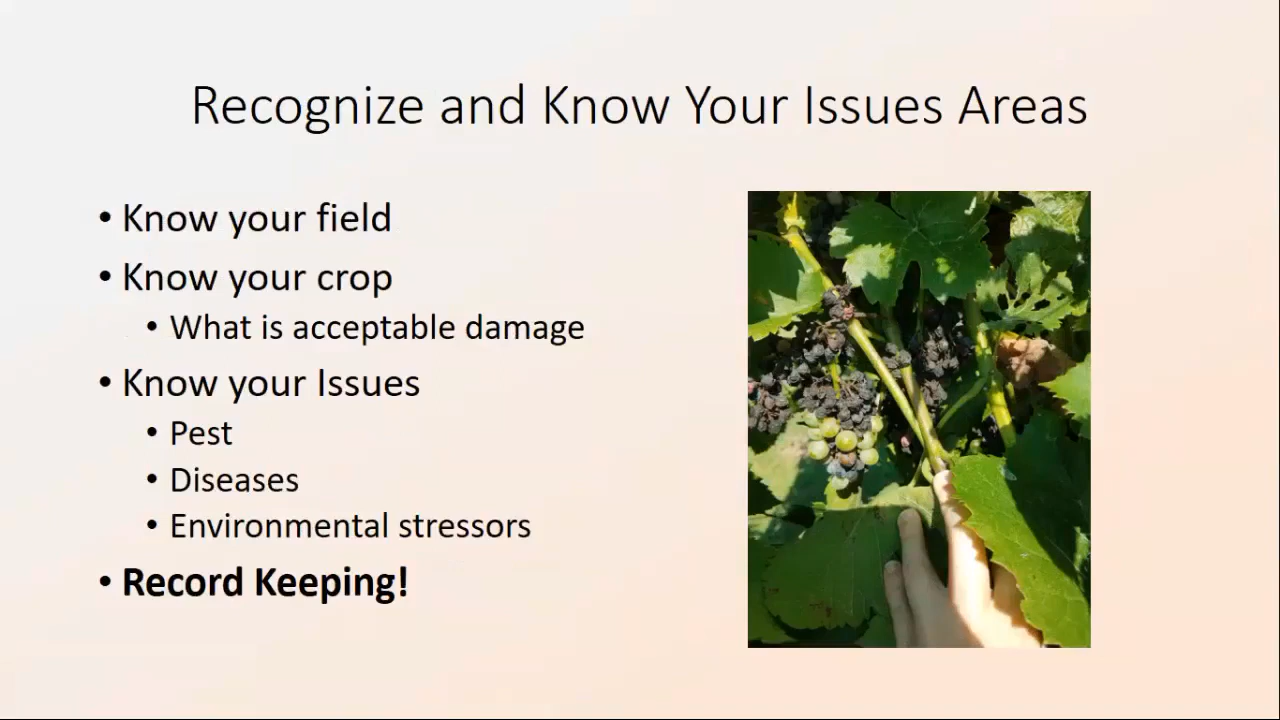 Recognize and Know Your Issues Areas
• Know your field
• Know your crop
• What is acceptable damage
• Know your Issues
• Pest
• Diseases
• Environmental stressors
• Record Keeping!